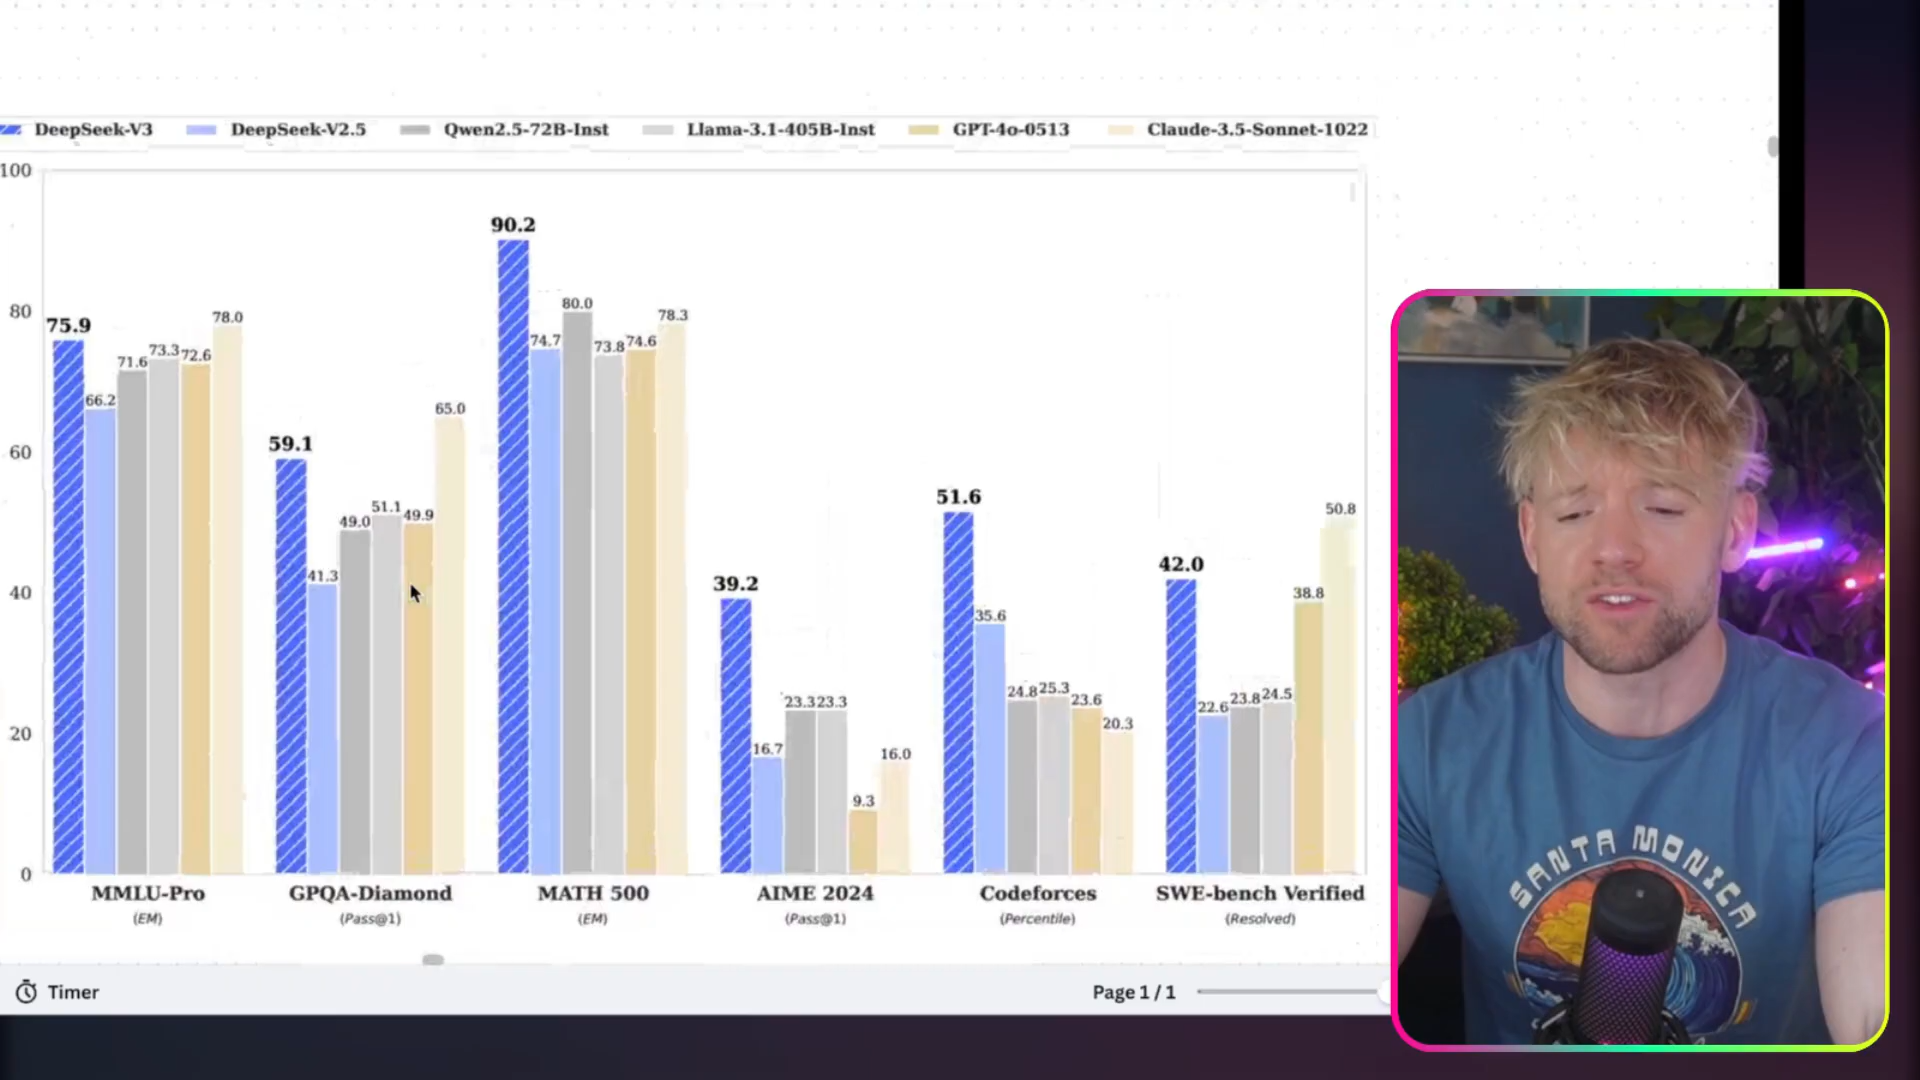 DeepSeek-V3 DeepSeek-V2.5 Qwen2.5-72B-Inst Llama-3.1-405B-Inst GPT-4o-0513 Claude-3.5-Sonnet-1022
100
80
60
40
20
0
75.9 66.2 71.6 73.3 72.6 78.0
59.1 41.3 49.0 51.1 49.9 65.0
90.2 74.7 80.0 73.8 74.6 78.3
39.2 16.7 23.3 23.3 9.3 16.0
51.6 35.6 24.8 25.3 23.6 20.3
42.0 22.6 23.8 24.5 38.8 50.8
MMLU-Pro GPQA-Diamond MATH 500 AIME 2024 Codeforces SWE-bench Verified
(EM) (Pass@1) (EM) (Pass@1) (Percentile) (Resolved)
Timer
Page 1 / 1
SANTA MONICA